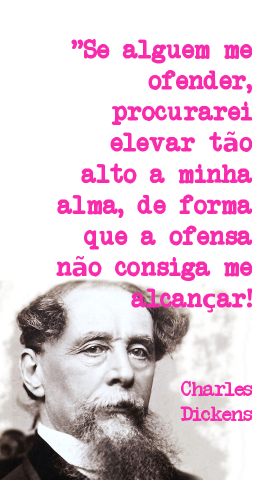 "Se alguem me
ofender,
procurarei
elevar tão
alto a minha
alma, de forma
que a ofensa
não consiga me
alcançar!
Charles
Dickens